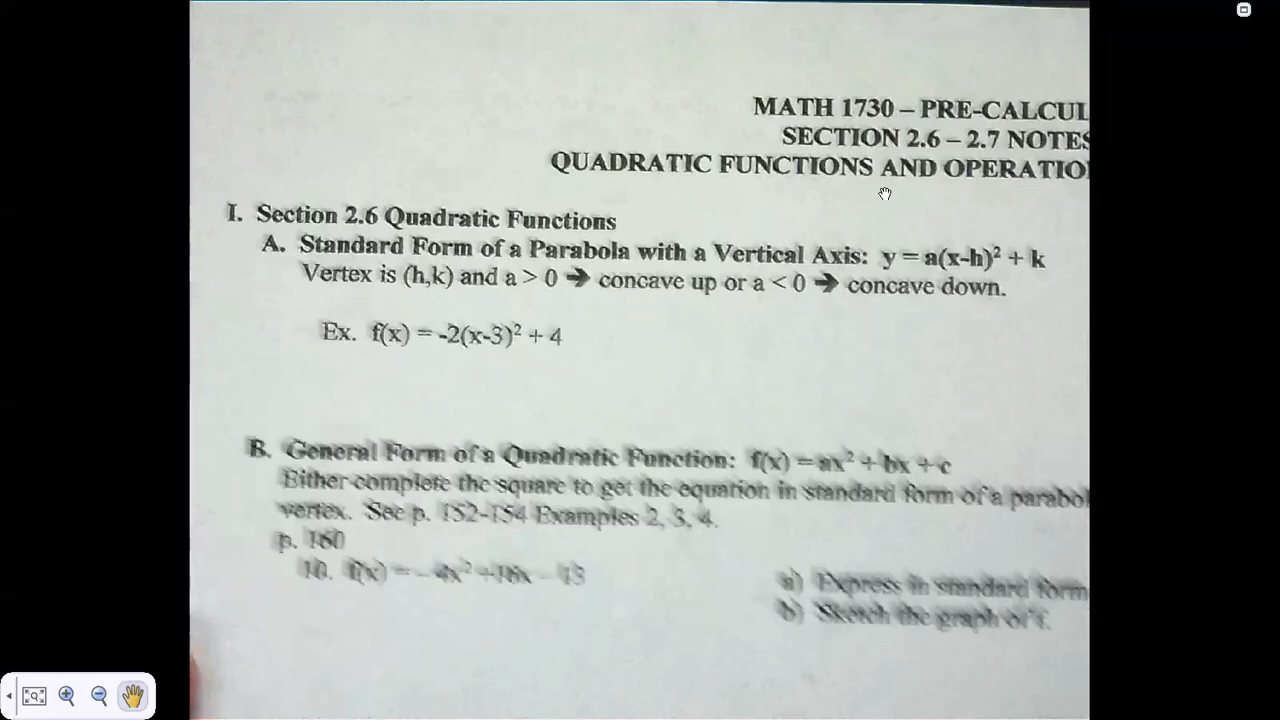 MATH 1730 – PRE-CALCUL
SECTION 2.6 – 2.7 NOTES
QUADRATIC FUNCTIONS AND OPERATIO
I. Section 2.6 Quadratic Functions
A. Standard Form of a Parabola with a Vertical Axis: y = a(x-h)² + k
Vertex is (h,k) and a > 0 ➔ concave up or a < 0 ➔ concave down.
Ex. f(x) = -2(x-3)² + 4
B. General Form of a Quadratic Function: f(x) = ax² + bx + c
Either complete the square to get the equation in standard form of a parabol
vertex. See p. 152-154 Examples 2, 3, 4.
p. 160
10. f(x) = – 4x² +16x – 13
a) Express in standard form
b) Sketch the graph of f.